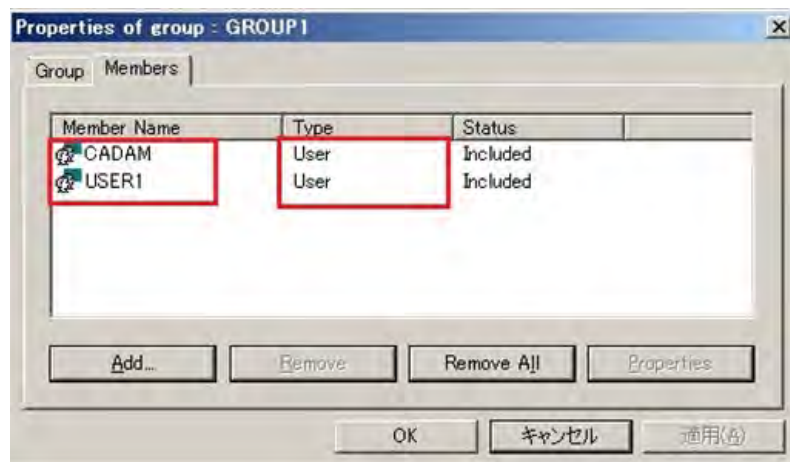 Properties of group : GROUP1
Group Members
Member Name Type Status
CADAM User Included
USER1 User Included
Add... Remove Remove All Properties
OK キャンセル 適用(A)